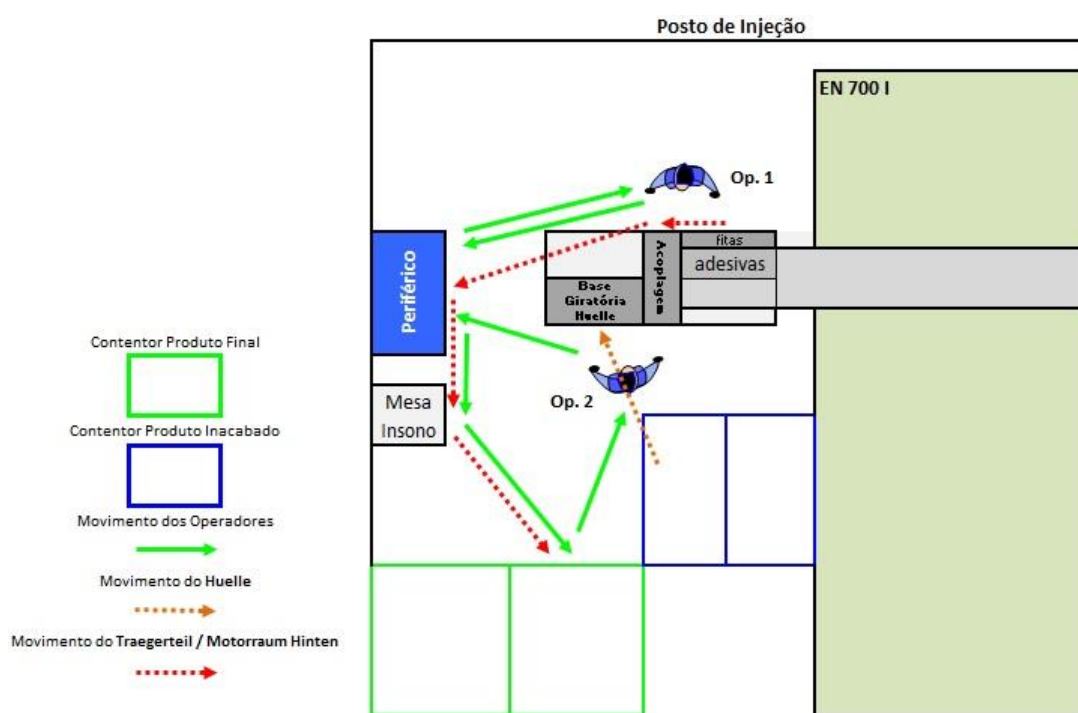 Posto de Injeção
EN 700 I
Op. 1
fitas
adesivas
Acoplagem
Base
Giratória
Huelle
Periférico
Op. 2
Mesa
Insono
Contentor Produto Final
Contentor Produto Inacabado
Movimento dos Operadores
Movimento do Huelle
Movimento do Traegerteil / Motorraum Hinten